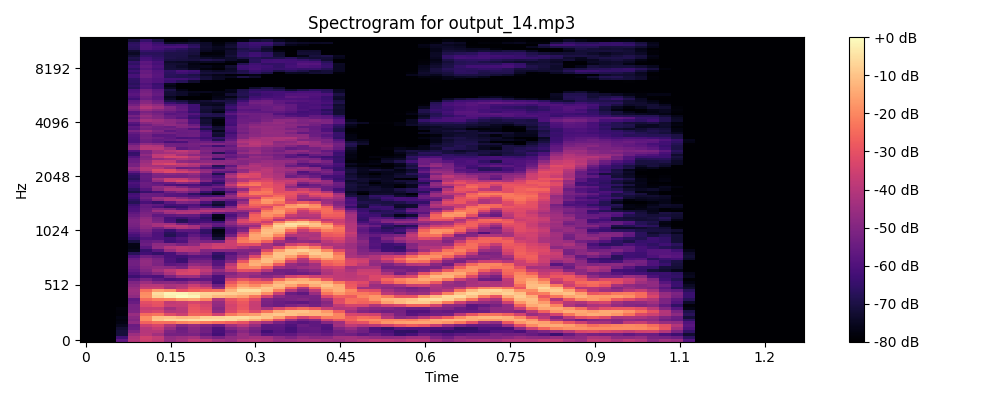 Spectrogram for output_14.mp3
Hz
8192
4096
2048
1024
512
0
0 0.15 0.3 0.45 0.6 0.75 0.9 1.1 1.2
Time
+0 dB
-10 dB
-20 dB
-30 dB
-40 dB
-50 dB
-60 dB
-70 dB
-80 dB